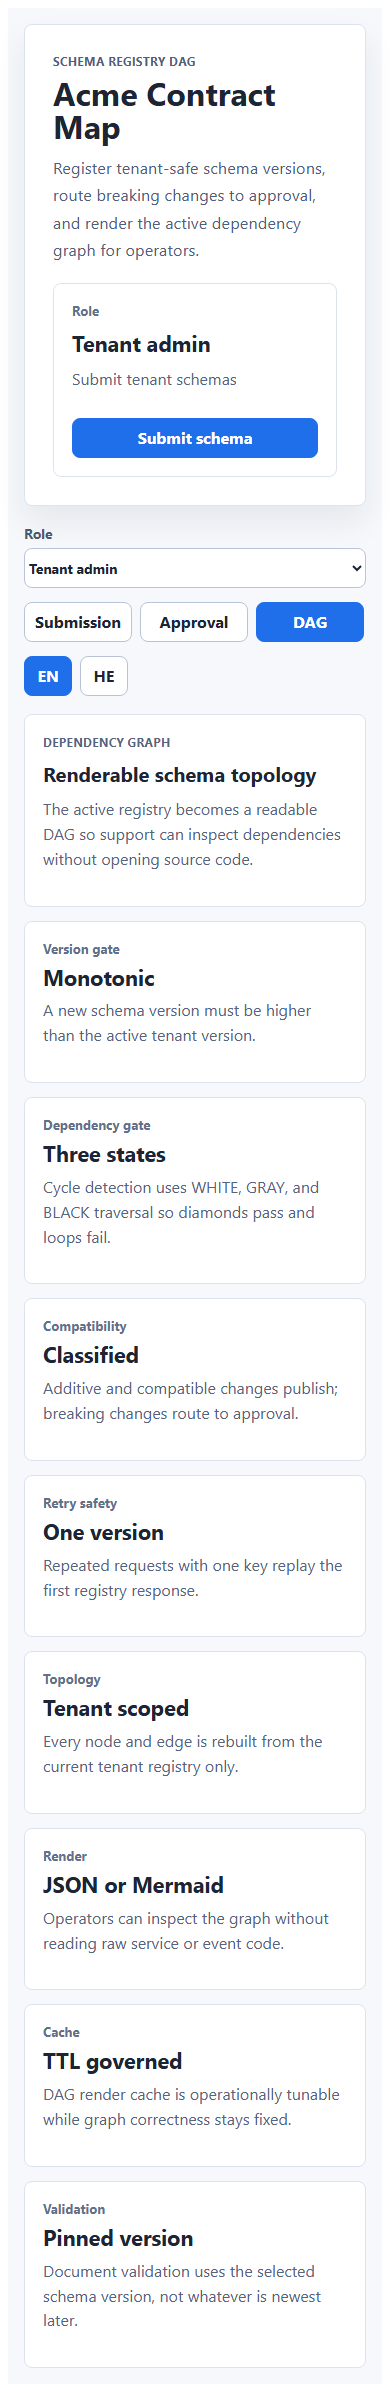 SCHEMA REGISTRY DAG
Acme Contract
Map
Register tenant-safe schema versions,
route breaking changes to approval,
and render the active dependency
graph for operators.
Role
Tenant admin
Submit tenant schemas
Submit schema
Role
Tenant admin
Submission
Approval
DAG
EN
HE
DEPENDENCY GRAPH
Renderable schema topology
The active registry becomes a readable
DAG so support can inspect dependencies
without opening source code.
Version gate
Monotonic
A new schema version must be higher
than the active tenant version.
Dependency gate
Three states
Cycle detection uses WHITE, GRAY, and
BLACK traversal so diamonds pass and
loops fail.
Compatibility
Classified
Additive and compatible changes publish;
breaking changes route to approval.
Retry safety
One version
Repeated requests with one key replay the
first registry response.
Topology
Tenant scoped
Every node and edge is rebuilt from the
current tenant registry only.
Render
JSON or Mermaid
Operators can inspect the graph without
reading raw service or event code.
Cache
TTL governed
DAG render cache is operationally tunable
while graph correctness stays fixed.
Validation
Pinned version
Document validation uses the selected
schema version, not whatever is newest
later.